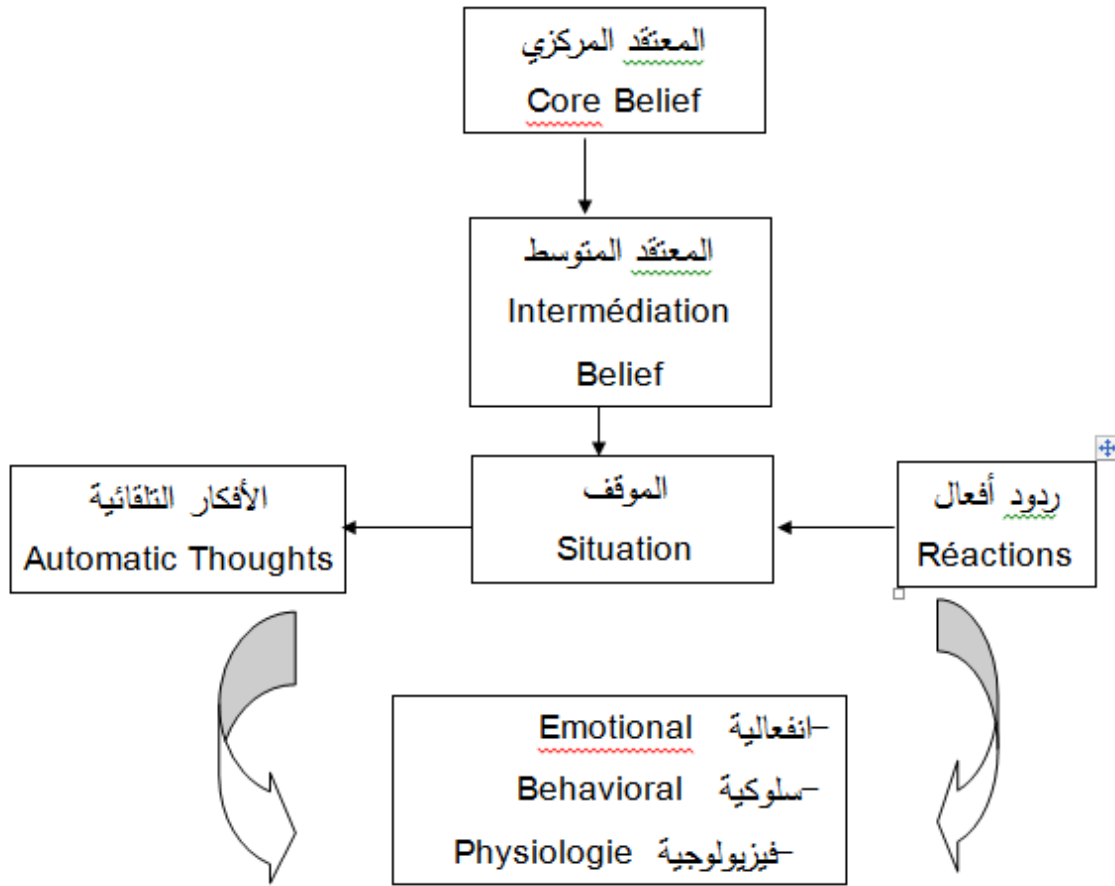 المعتقد المركزي
Core Belief
المعتقد المتوسط
Intermédiation
Belief
الأفكار التلقائية
Automatic Thoughts
الموقف
Situation
ردود أفعال
Réactions
-انفعالية Emotional
-سلوكية Behavioral
-فيزيولوجية Physiologie